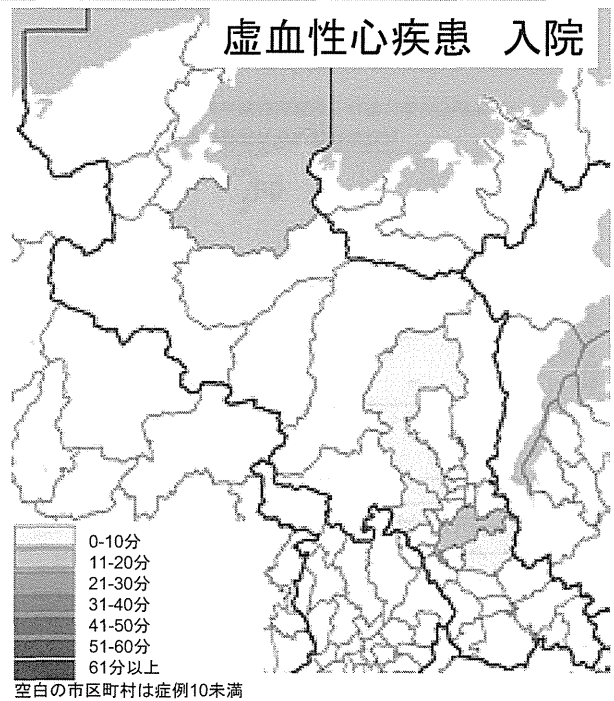 虚血性心疾患 入院
0-10分
11-20分
21-30分
31-40分
41-50分
51-60分
61分以上
空白の市区町村は症例10未満